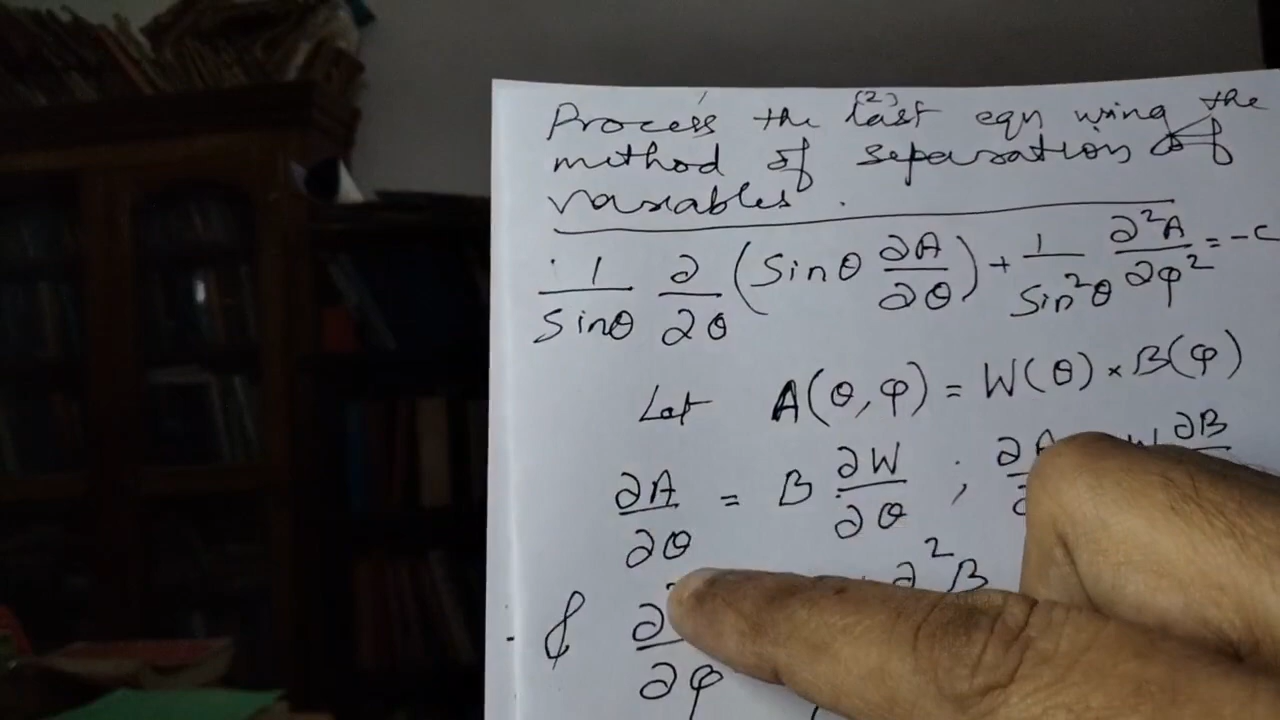 Process the last (2) eqn using the
method of separation of
variables.
1/sinθ ∂/∂θ (sinθ ∂A/∂θ) + 1/sin²θ ∂²A/∂φ² = -C
Let A(θ,φ) = W(θ) × B(φ)
∂A/∂θ = B ∂W/∂θ ; ∂A W ∂B
& ∂ ∂φ ∂²B